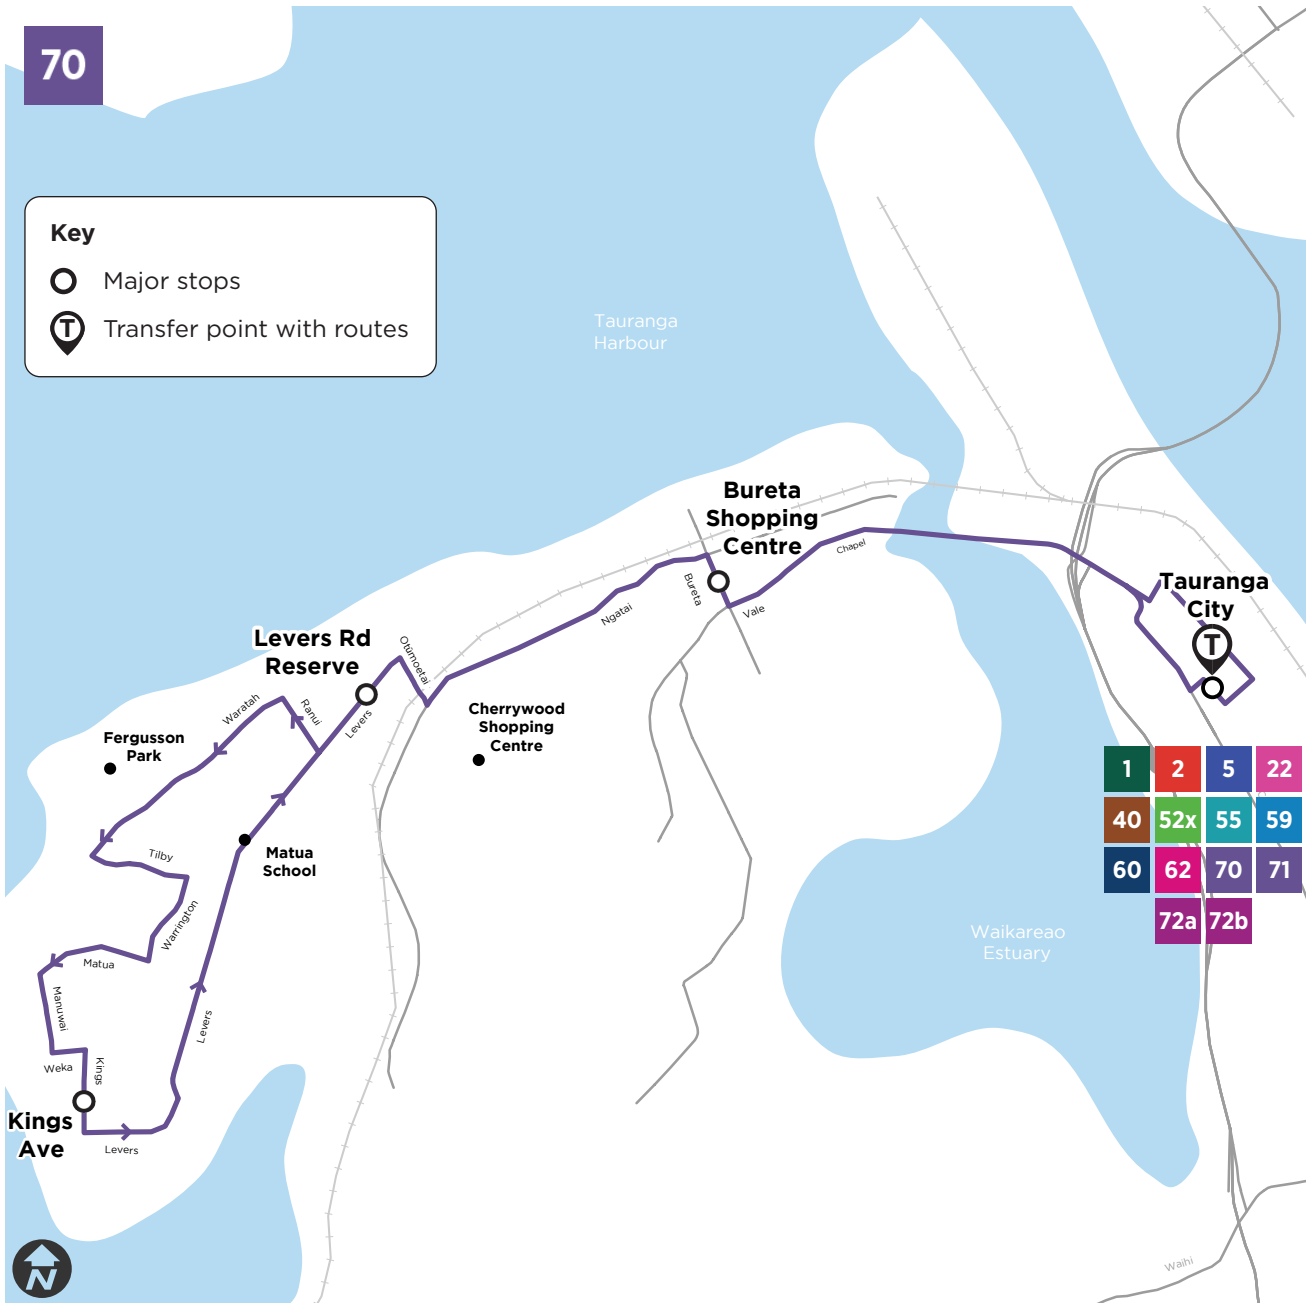 70
Key
Major stops
T
Transfer point with routes
Tauranga
Harbour
Bureta
Shopping
Centre
Chapel
Bureta
Vale
Ngatai
Tauranga
City
T
Levers Rd
Reserve
Otūmoetai
Levers
Ranui
Waratah
Cherrywood
Shopping
Centre
Fergusson
Park
Matua
School
Tilby
Warrington
Matua
Manuwai
Weka
Kings
Levers
Kings
Ave
Levers
1 2 5 22
40 52x 55 59
60 62 70 71
72a 72b
Waikareao
Estuary
Waihi
N